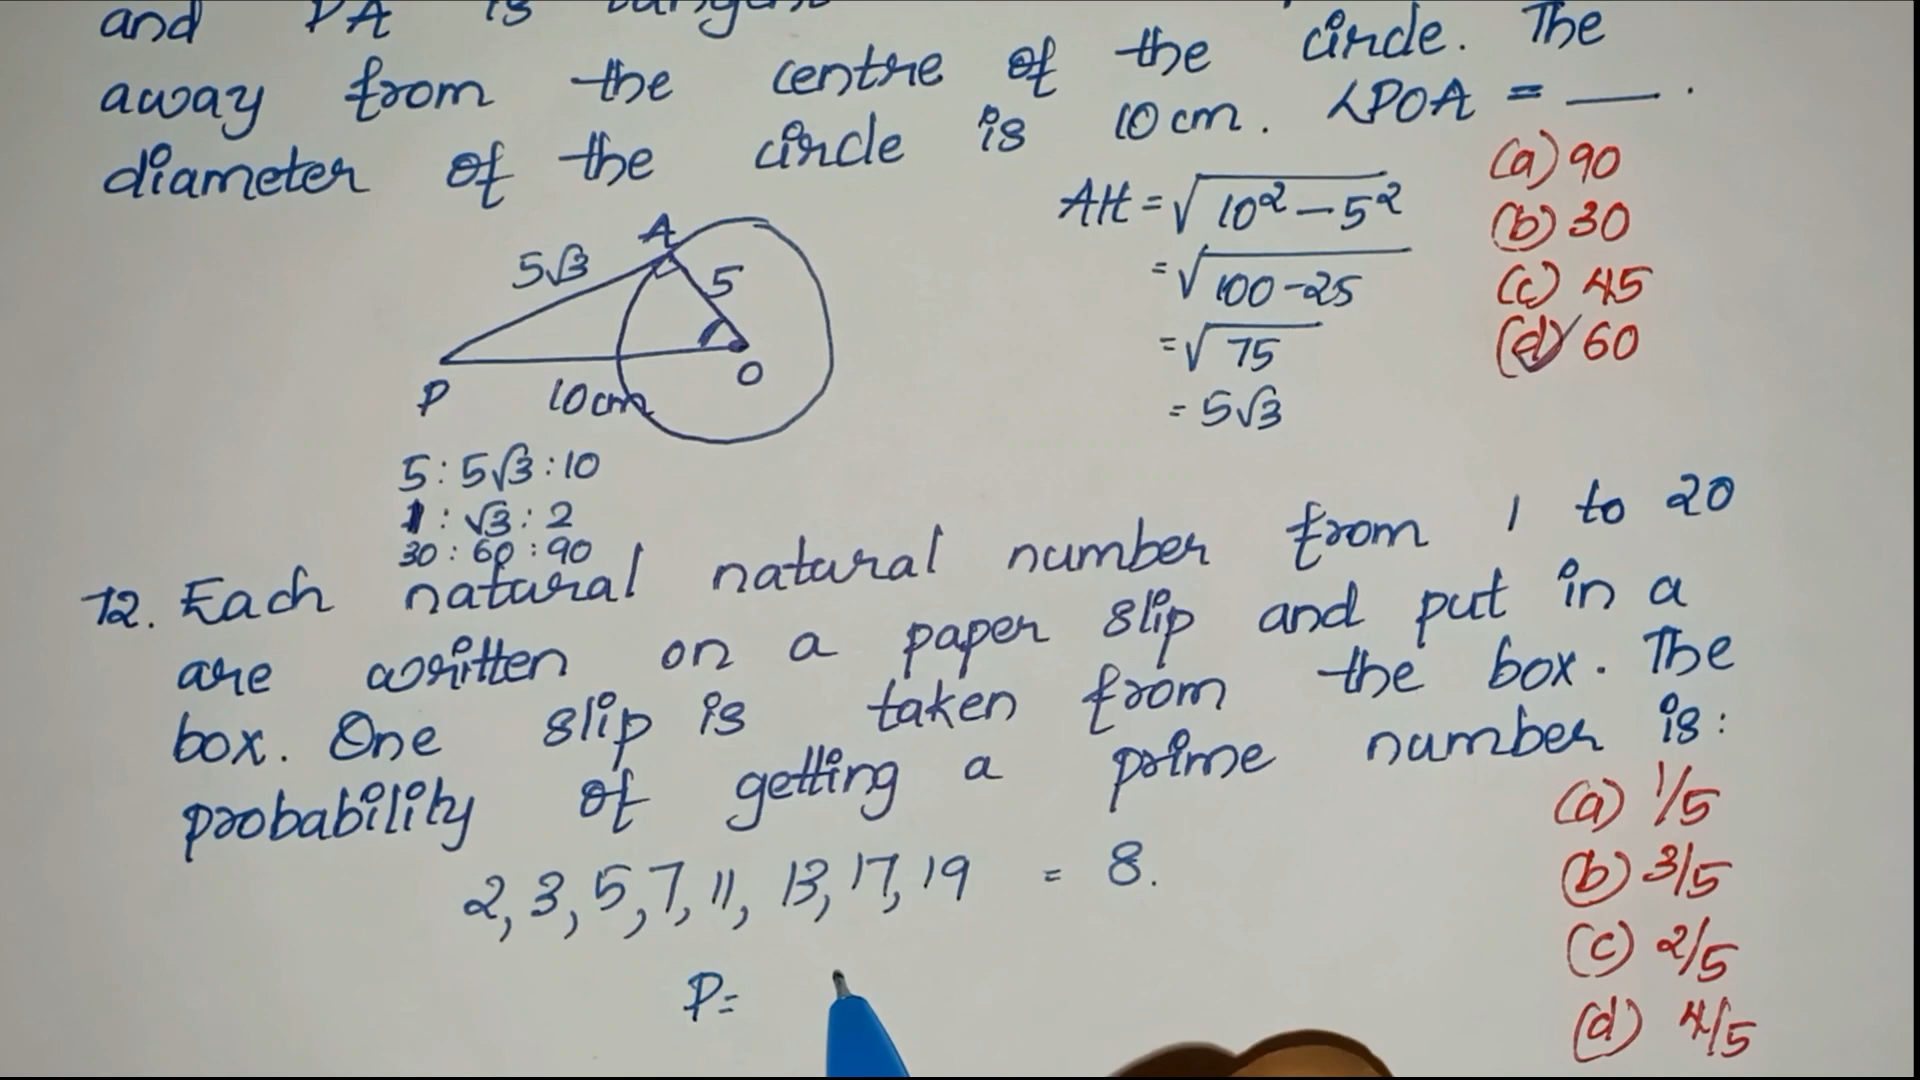 and PA is
away from the centre of the circle. The
diameter of the circle is 10 cm. ∠POA = ___.
(a) 90
(b) 30
(c) 45
(d) 60
AH = √10² – 5²
= √100 - 25
= √75
= 5√3
A
5√3
5
O
P
10cm
5 : 5√3 : 10
1 : √3 : 2
30 : 60 : 90
12. Each natural natural number from 1 to 20
are written on a paper slip and put in a
box. One slip is taken from the box. The
probability of getting a prime number is:
(a) 1/5
(b) 3/5
(c) 2/5
(d) 4/5
2, 3, 5, 7, 11, 13, 17, 19 = 8.
P=